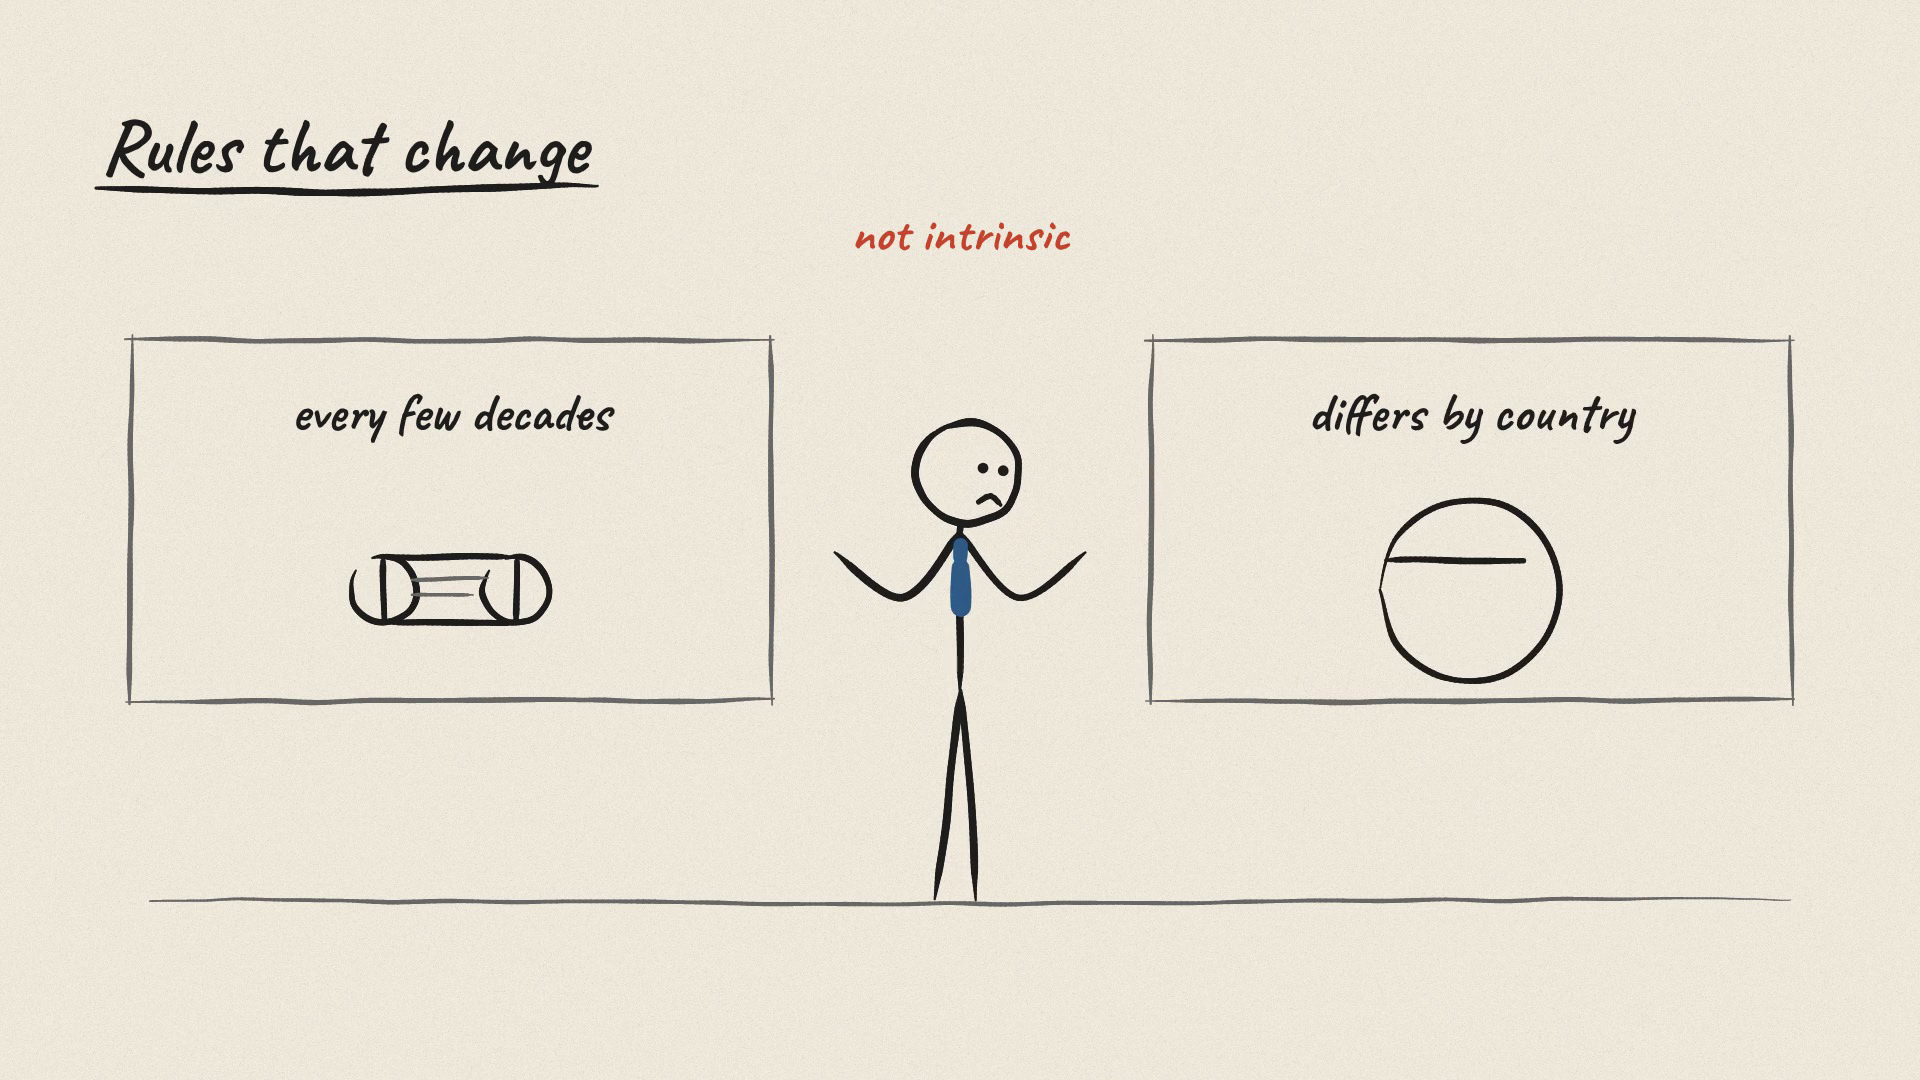 Rules that change
not intrinsic
every few decades
differs by country